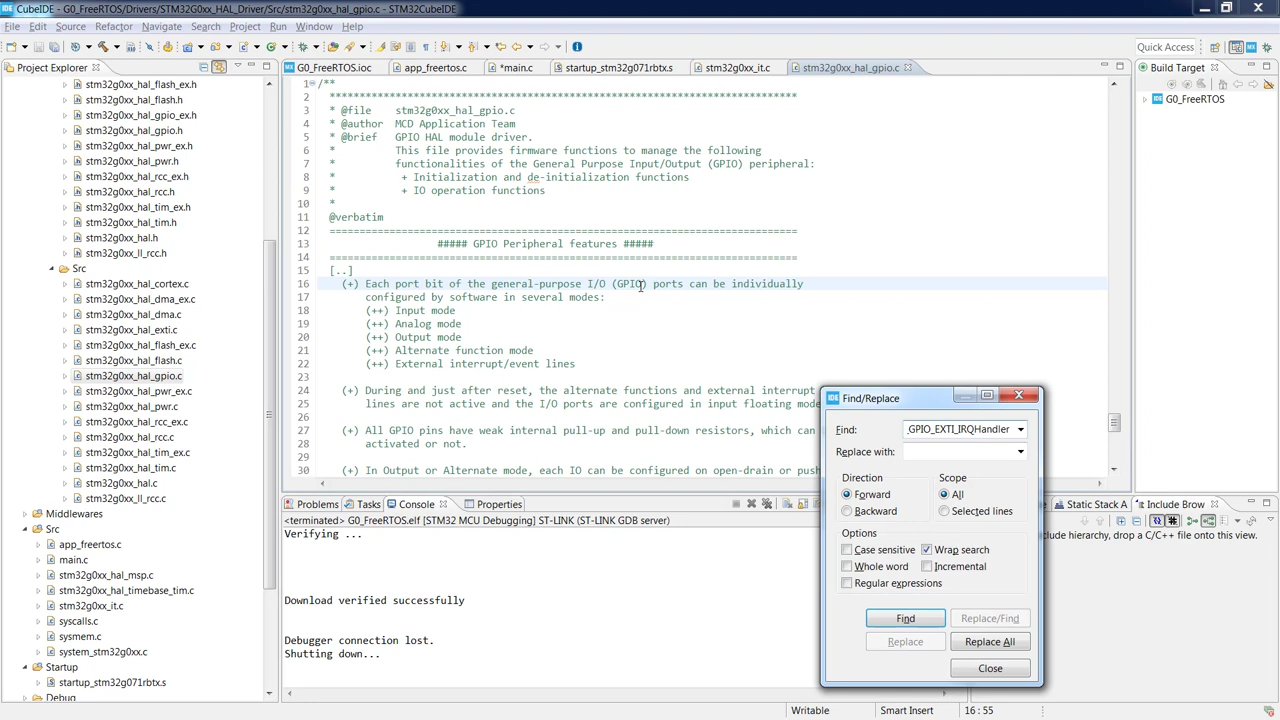 CubeIDE - G0_FreeRTOS/Drivers/STM32G0xx_HAL_Driver/Src/stm32g0xx_hal_gpio.c - STM32CubeIDE
File Edit Source Refactor Navigate Search Project Run Window Help
Quick Access
Project Explorer
stm32g0xx_hal_flash_ex.h
stm32g0xx_hal_flash.h
stm32g0xx_hal_gpio_ex.h
stm32g0xx_hal_gpio.h
stm32g0xx_hal_pwr_ex.h
stm32g0xx_hal_pwr.h
stm32g0xx_hal_rcc_ex.h
stm32g0xx_hal_rcc.h
stm32g0xx_hal_tim_ex.h
stm32g0xx_hal_tim.h
stm32g0xx_hal.h
stm32g0xx_ll_rcc.h
Src
stm32g0xx_hal_cortex.c
stm32g0xx_hal_dma_ex.c
stm32g0xx_hal_dma.c
stm32g0xx_hal_exti.c
stm32g0xx_hal_flash_ex.c
stm32g0xx_hal_flash.c
stm32g0xx_hal_gpio.c
stm32g0xx_hal_pwr_ex.c
stm32g0xx_hal_pwr.c
stm32g0xx_hal_rcc_ex.c
stm32g0xx_hal_rcc.c
stm32g0xx_hal_tim_ex.c
stm32g0xx_hal_tim.c
stm32g0xx_hal.c
stm32g0xx_ll_rcc.c
Middlewares
Src
app_freertos.c
main.c
stm32g0xx_hal_msp.c
stm32g0xx_hal_timebase_tim.c
stm32g0xx_it.c
syscalls.c
sysmem.c
system_stm32g0xx.c
Startup
startup_stm32g071rbtx.s
Debug
G0_FreeRTOS.ioc app_freertos.c *main.c startup_stm32g071rbtx.s stm32g0xx_it.c stm32g0xx_hal_gpio.c
1 /**
2 ******************************************************************************
3 * @file stm32g0xx_hal_gpio.c
4 * @author MCD Application Team
5 * @brief GPIO HAL module driver.
6 * This file provides firmware functions to manage the following
7 * functionalities of the General Purpose Input/Output (GPIO) peripheral:
8 * + Initialization and de-initialization functions
9 * + IO operation functions
10 *
11 @verbatim
12 ==============================================================================
13 ##### GPIO Peripheral features #####
14 ==============================================================================
15 [..]
16 (+) Each port bit of the general-purpose I/O (GPIO) ports can be individually
17 configured by software in several modes:
18 (++) Input mode
19 (++) Analog mode
20 (++) Output mode
21 (++) Alternate function mode
22 (++) External interrupt/event lines
23
24 (+) During and just after reset, the alternate functions and external interrupt
25 lines are not active and the I/O ports are configured in input floating mode
26
27 (+) All GPIO pins have weak internal pull-up and pull-down resistors, which can
28 activated or not.
29
30 (+) In Output or Alternate mode, each IO can be configured on open-drain or push
Build Target
G0_FreeRTOS
Find/Replace
Find: GPIO_EXTI_IRQHandler
Replace with:
Direction Scope
Forward All
Backward Selected lines
Options
Case sensitive Wrap search
Whole word Incremental
Regular expressions
Find Replace/Find
Replace Replace All
Close
Problems Tasks Console Properties
<terminated> G0_FreeRTOS.elf [STM32 MCU Debugging] ST-LINK (ST-LINK GDB server)
Verifying ...
Download verified successfully
Debugger connection lost.
Shutting down...
Static Stack A Include Brow
lude hierarchy, drop a C/C++ file onto this view.
Writable Smart Insert 16 : 55